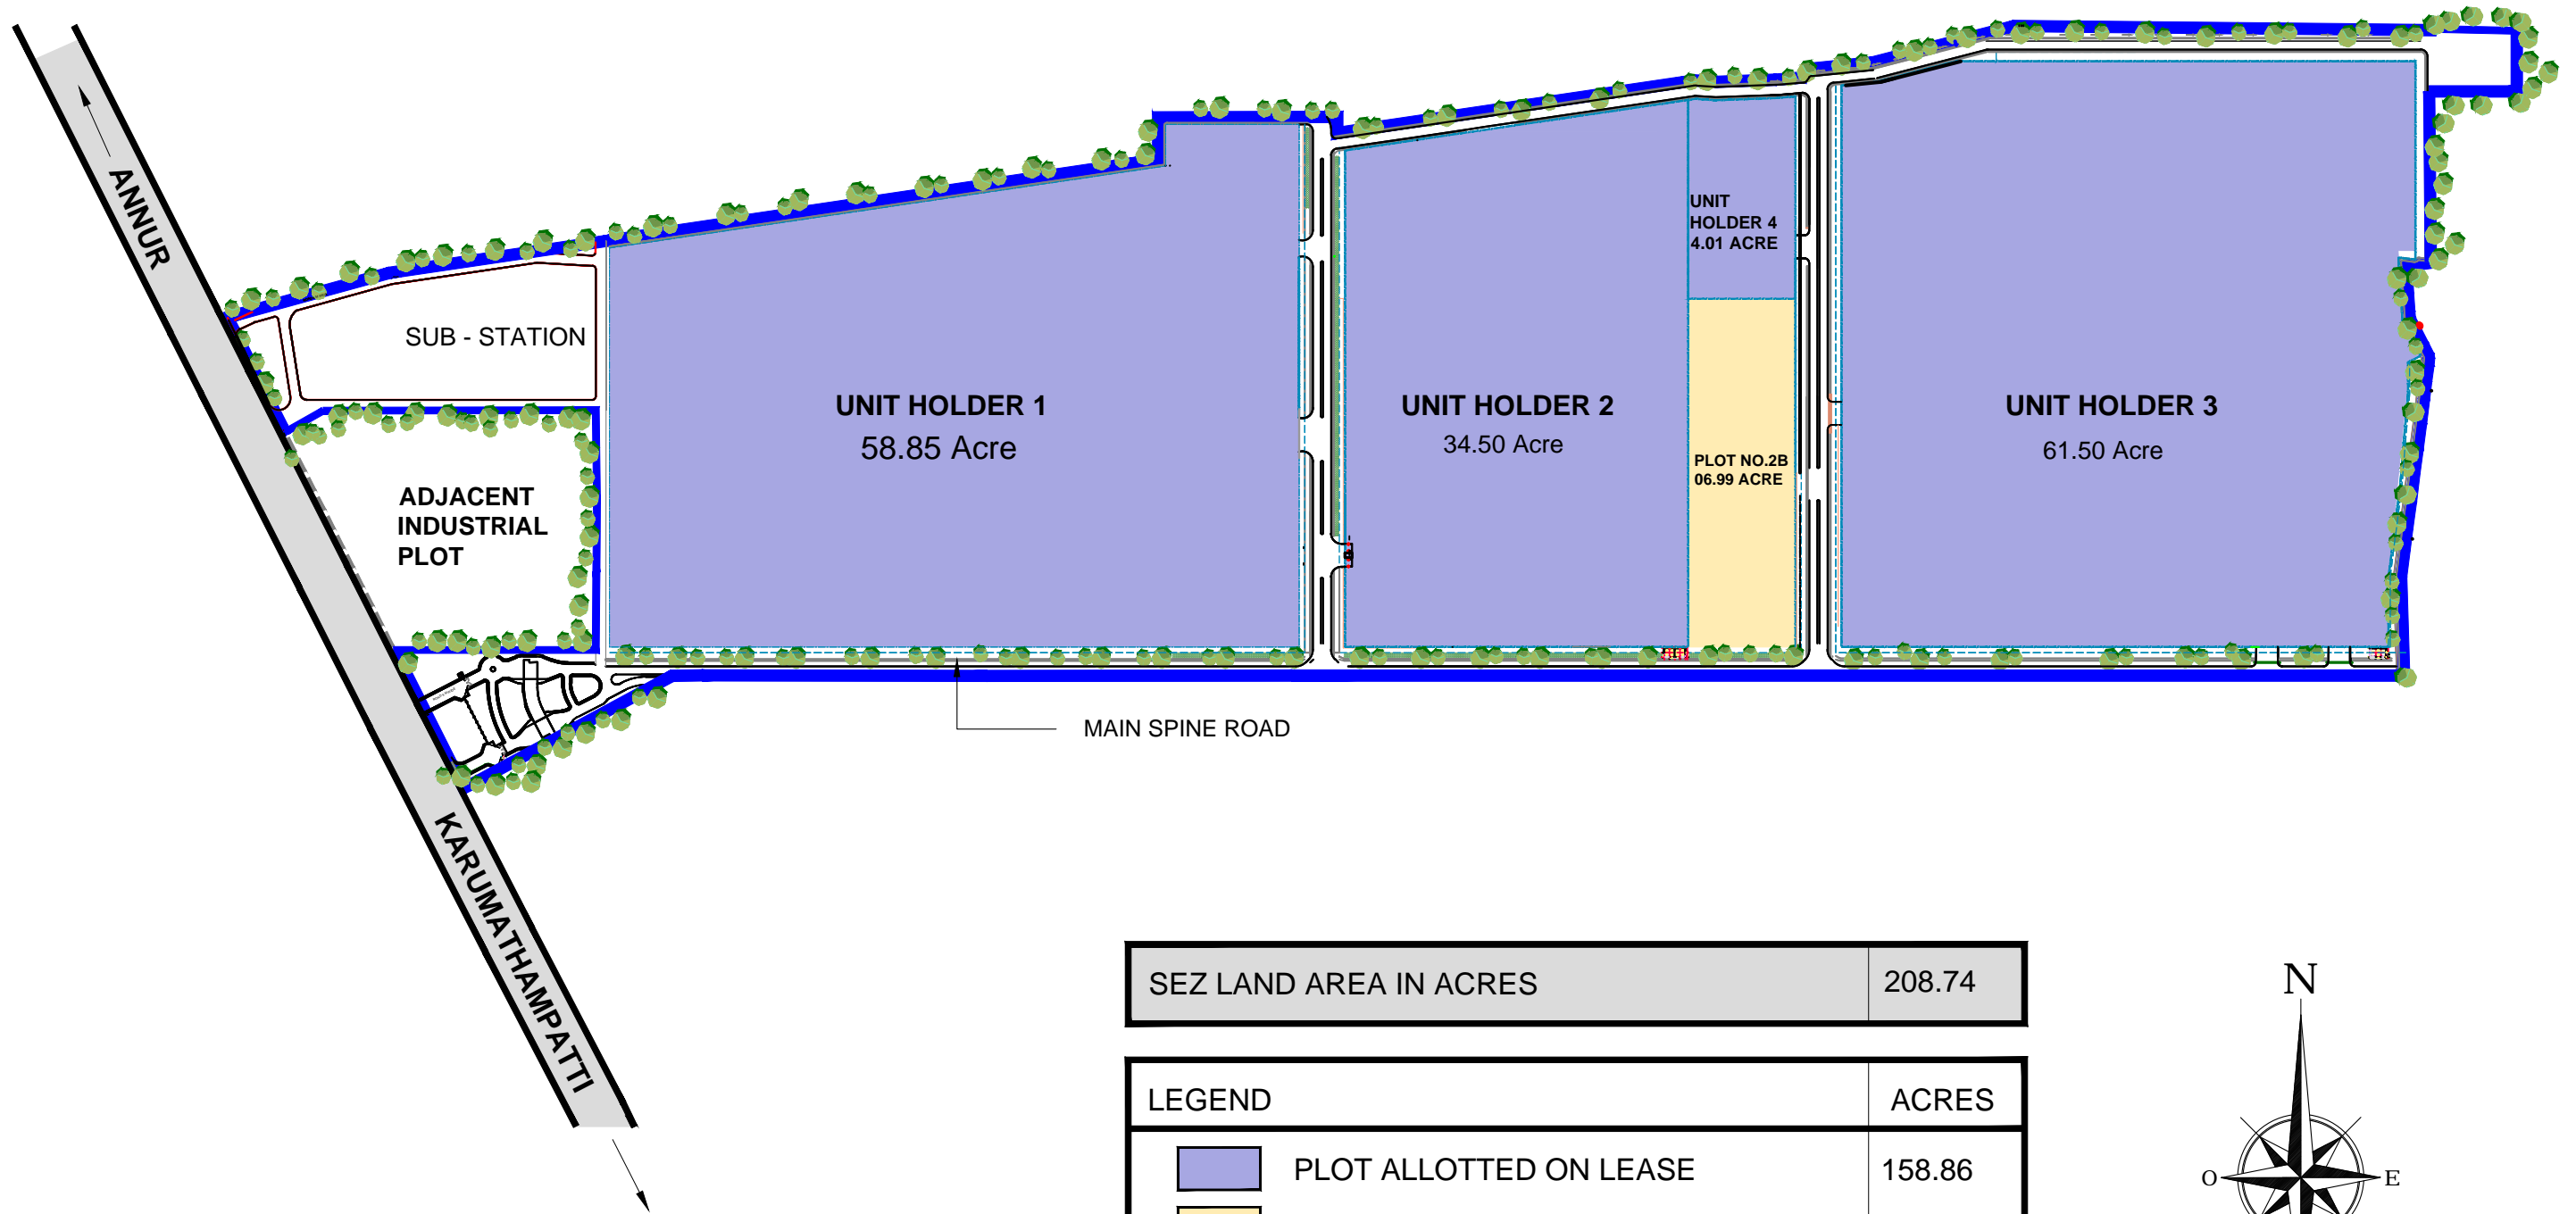 ANNUR
SUB - STATION
ADJACENT
INDUSTRIAL
PLOT
KARUMATHAMPATTI
UNIT HOLDER 1
58.85 Acre
UNIT HOLDER 2
34.50 Acre
UNIT
HOLDER 4
4.01 ACRE
PLOT NO.2B
06.99 ACRE
UNIT HOLDER 3
61.50 Acre
MAIN SPINE ROAD
SEZ LAND AREA IN ACRES 208.74
LEGEND ACRES
PLOT ALLOTTED ON LEASE 158.86
N
O E